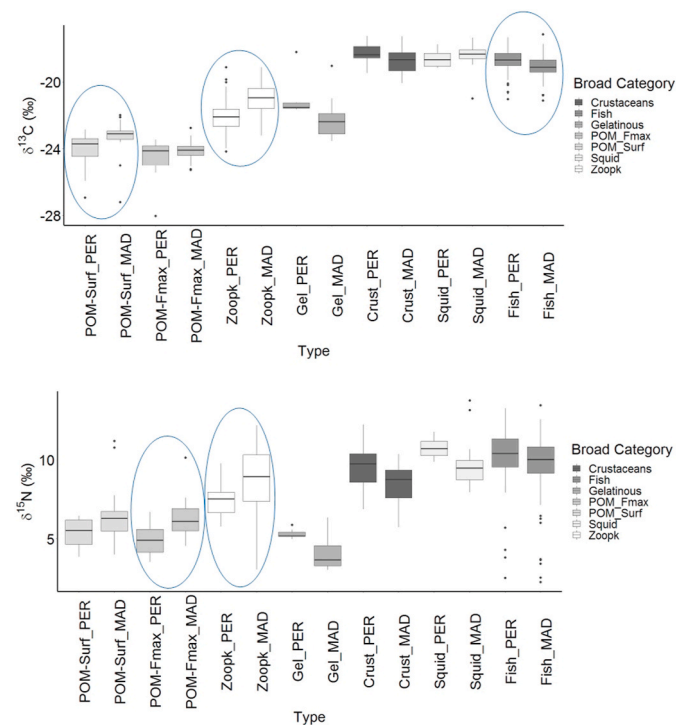 δ¹³C (‰)
-20
-24
-28
POM-Surf_PER
POM-Surf_MAD
POM-Fmax_PER
POM-Fmax_MAD
Zoopk_PER
Zoopk_MAD
Gel_PER
Gel_MAD
Crust_PER
Crust_MAD
Squid_PER
Squid_MAD
Fish_PER
Fish_MAD
Type
Broad Category
Crustaceans
Fish
Gelatinous
POM_Fmax
POM_Surf
Squid
Zoopk
δ¹⁵N (‰)
10
5
POM-Surf_PER
POM-Surf_MAD
POM-Fmax_PER
POM-Fmax_MAD
Zoopk_PER
Zoopk_MAD
Gel_PER
Gel_MAD
Crust_PER
Crust_MAD
Squid_PER
Squid_MAD
Fish_PER
Fish_MAD
Type
Broad Category
Crustaceans
Fish
Gelatinous
POM_Fmax
POM_Surf
Squid
Zoopk